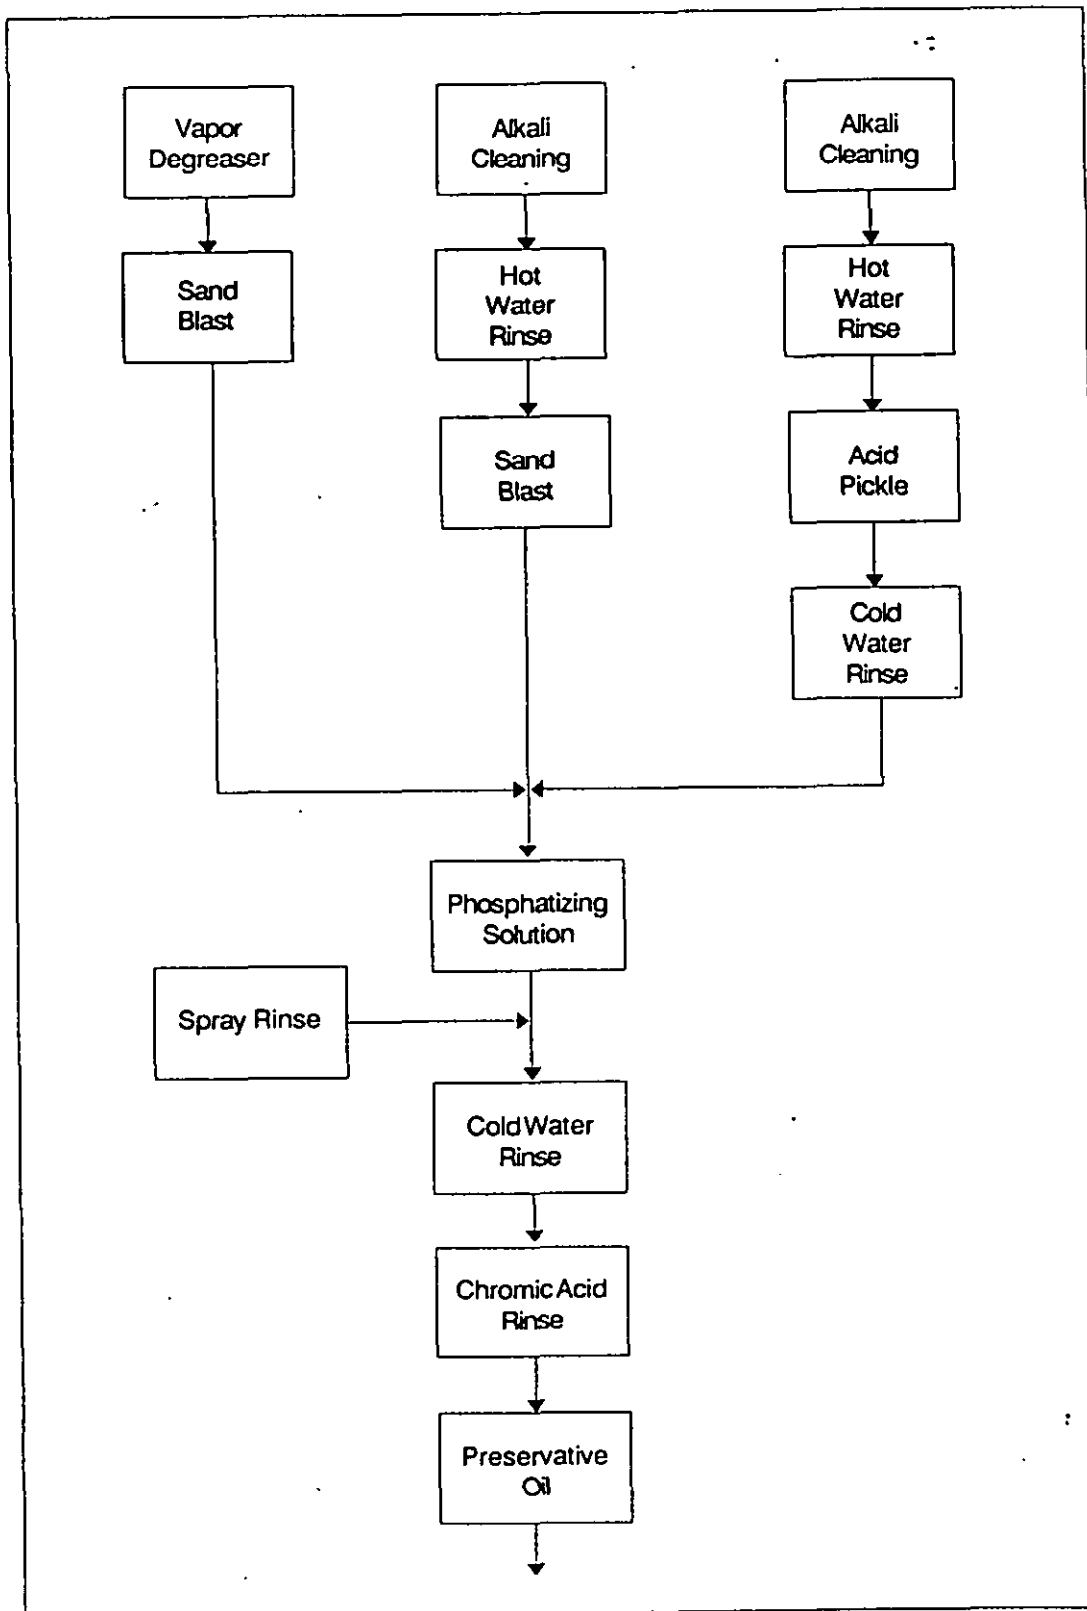 Vapor
Degreaser
Sand
Blast
Alkali
Cleaning
Hot
Water
Rinse
Sand
Blast
Alkali
Cleaning
Hot
Water
Rinse
Acid
Pickle
Cold
Water
Rinse
Phosphatizing
Solution
Spray Rinse
Cold Water
Rinse
Chromic Acid
Rinse
Preservative
Oil